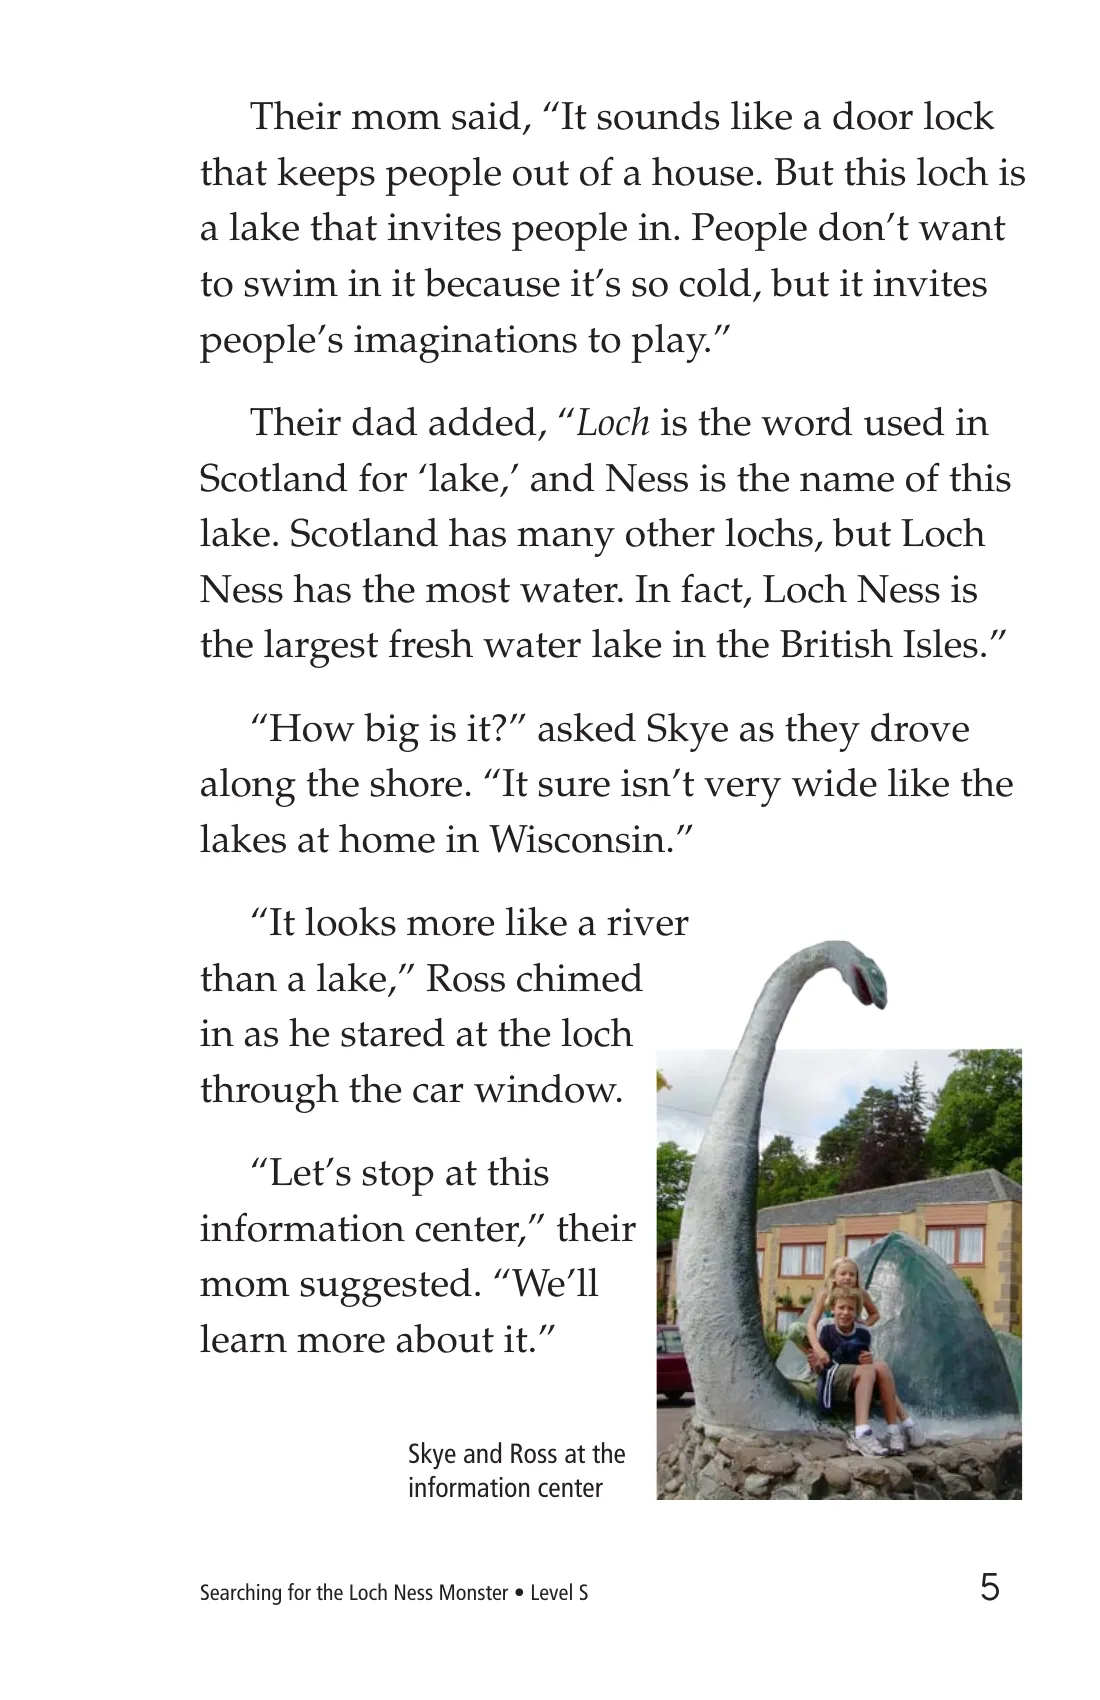 Their mom said, “It sounds like a door lock
that keeps people out of a house. But this loch is
a lake that invites people in. People don’t want
to swim in it because it’s so cold, but it invites
people’s imaginations to play.”
Their dad added, “Loch is the word used in
Scotland for ‘lake,’ and Ness is the name of this
lake. Scotland has many other lochs, but Loch
Ness has the most water. In fact, Loch Ness is
the largest fresh water lake in the British Isles.”
“How big is it?” asked Skye as they drove
along the shore. “It sure isn’t very wide like the
lakes at home in Wisconsin.”
“It looks more like a river
than a lake,” Ross chimed
in as he stared at the loch
through the car window.
“Let’s stop at this
information center,” their
mom suggested. “We’ll
learn more about it.”
Skye and Ross at the
information center
Searching for the Loch Ness Monster • Level S
5